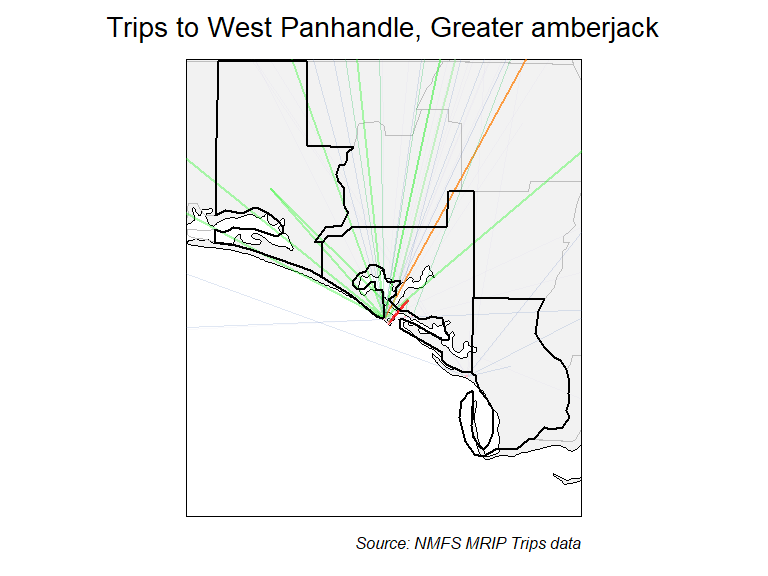 Trips to West Panhandle, Greater amberjack
Source: NMFS MRIP Trips data